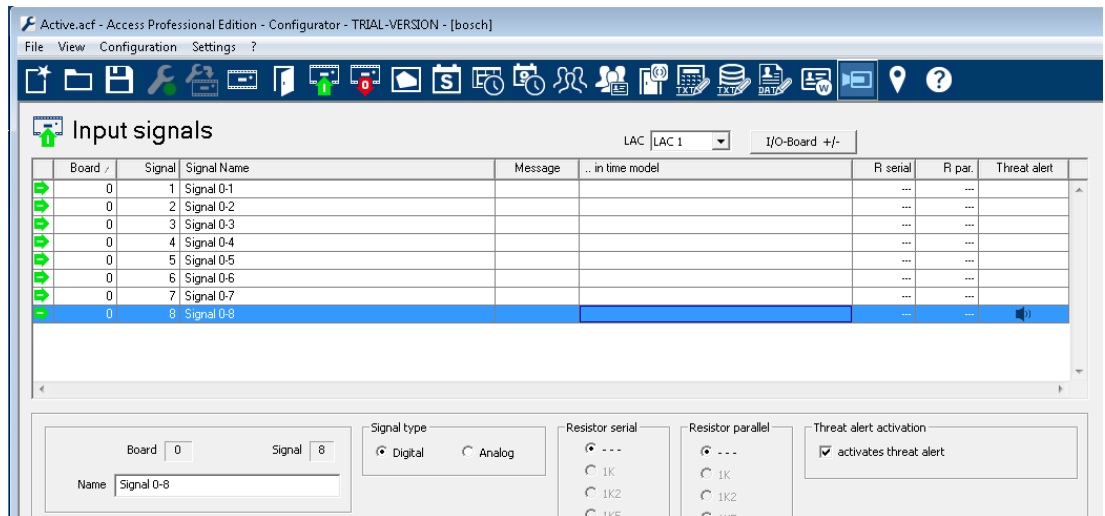 Active.acf - Access Professional Edition - Configurator - TRIAL-VERSION - [bosch]
File View Configuration Settings ?
Input signals
LAC LAC 1 I/O-Board +/-
Board / Signal Signal Name Message .. in time model R serial R par. Threat alert
0 1 Signal 0-1 --- ---
0 2 Signal 0-2 --- ---
0 3 Signal 0-3 --- ---
0 4 Signal 0-4 --- ---
0 5 Signal 0-5 --- ---
0 6 Signal 0-6 --- ---
0 7 Signal 0-7 --- ---
0 8 Signal 0-8 --- ---
Signal type Resistor serial Resistor parallel Threat alert activation
Board 0 Signal 8 Digital Analog - - - - - - activates threat alert
1K 1K
Name Signal 0-8 1K2 1K2